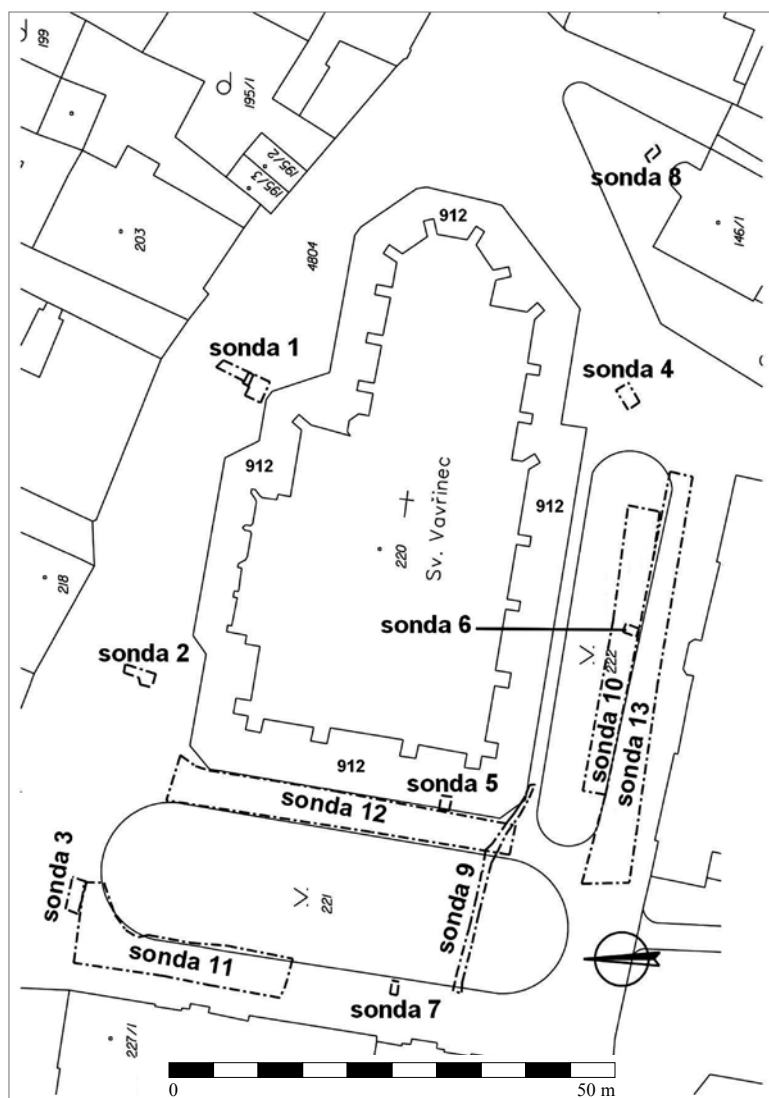 199
195/1
195/2
195/3
203
4804
912
sonda 8
146/1
sonda 1
sonda 4
912
912
Sv. Vavřinec
220
218
sonda 6
222
sonda 2
sonda 10
sonda 13
912
sonda 5
sonda 12
sonda 3
221
sonda 9
sonda 11
sonda 7
227/1
0
50 m